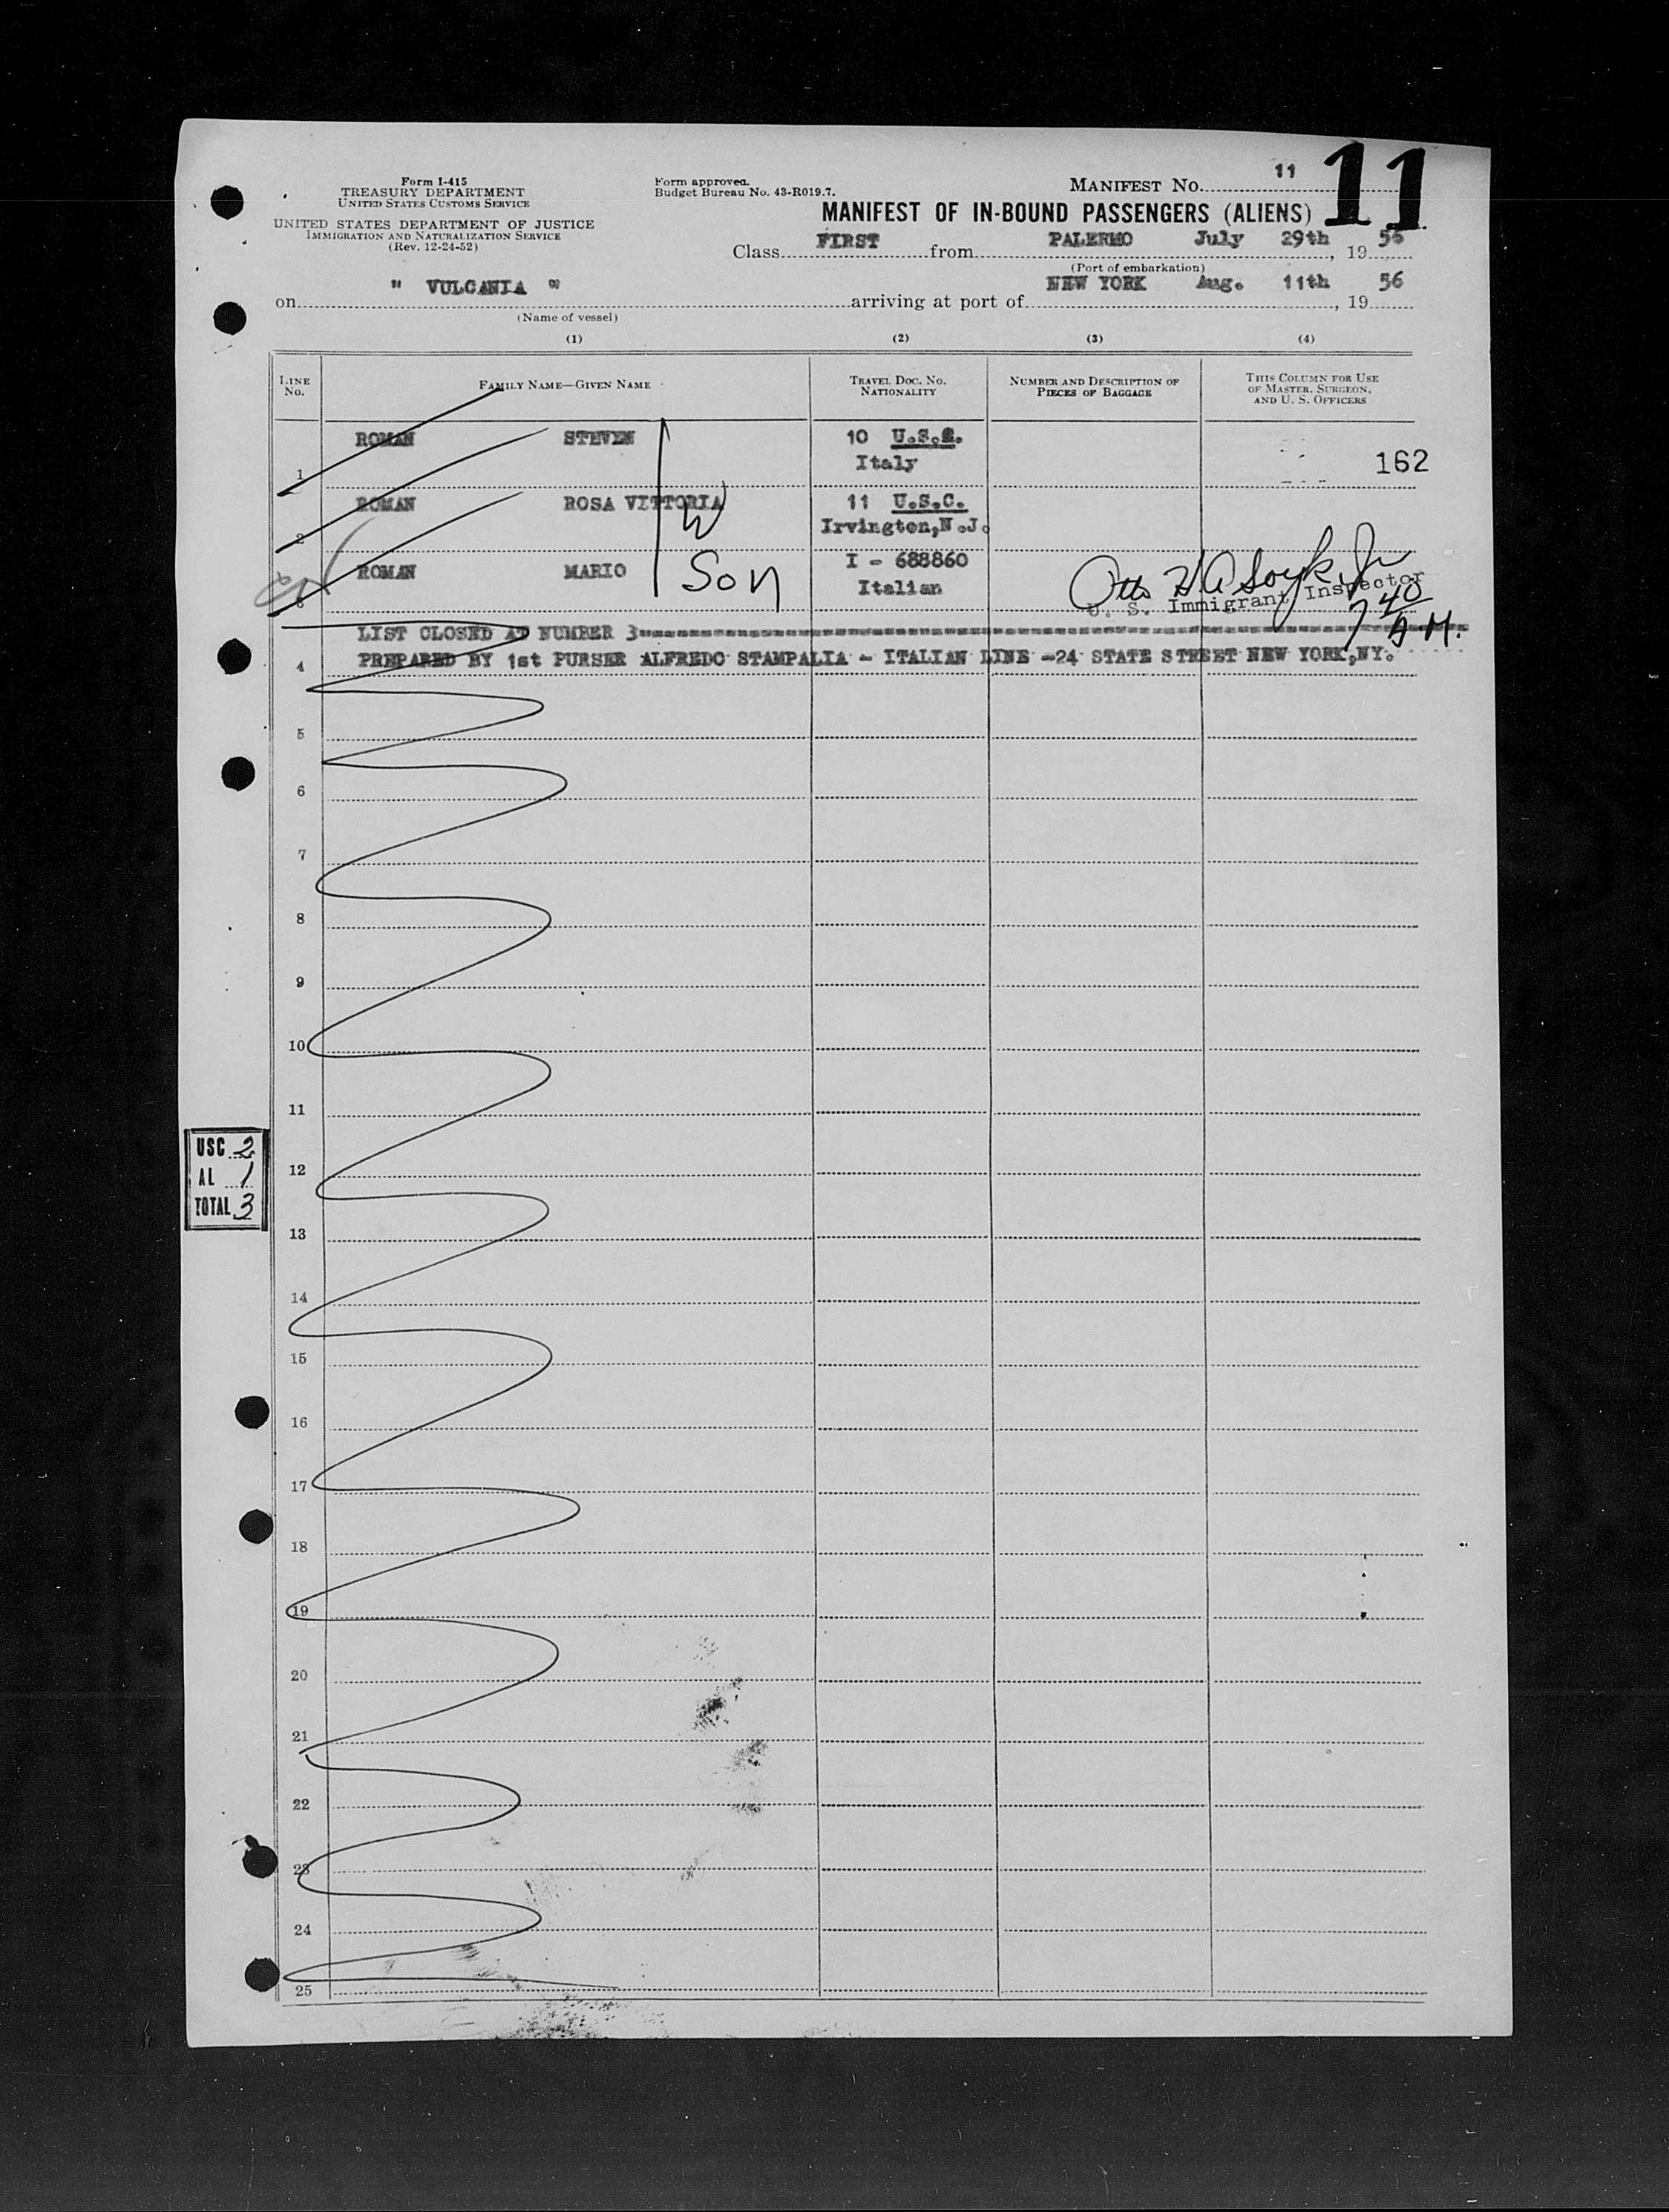 Form I-415
TREASURY DEPARTMENT
UNITED STATES CUSTOMS SERVICE
UNITED STATES DEPARTMENT OF JUSTICE
IMMIGRATION AND NATURALIZATION SERVICE
(Rev. 12-24-52)
Form approved.
Budget Bureau No. 43-R019.7.
MANIFEST NO. 11
11
MANIFEST OF IN-BOUND PASSENGERS (ALIENS)
Class FIRST from PALERMO July 29th, 1956
(Port of embarkation)
on " VULCANIA " arriving at port of NEW YORK Aug. 11th, 1956
(Name of vessel)
(1) (2) (3) (4)
LINE NO. FAMILY NAME—GIVEN NAME TRAVEL DOC. NO. NATIONALITY NUMBER AND DESCRIPTION OF PIECES OF BAGGAGE THIS COLUMN FOR USE OF MASTER, SURGEON, AND U. S. OFFICERS
1 ROMAN STEVEN 10 U.S.C. Italy 162
2 ROMAN ROSA VITTORIA W 11 U.S.C. Irvington,N.J.
3 ROMAN MARIO Son I - 688860 Italian
Otto Jr
U. S. Immigrant Inspector
7 40 A.M.
LIST CLOSED AT NUMBER 3
4 PREPARED BY 1st PURSER ALFREDO STAMPALIA - ITALIAN LINE -24 STATE STREET NEW YORK,NY.
5
6
7
8
9
10
11
12
13
14
15
16
17
18
19
20
21
22
23
24
25
USC 2
AL 1
TOTAL 3